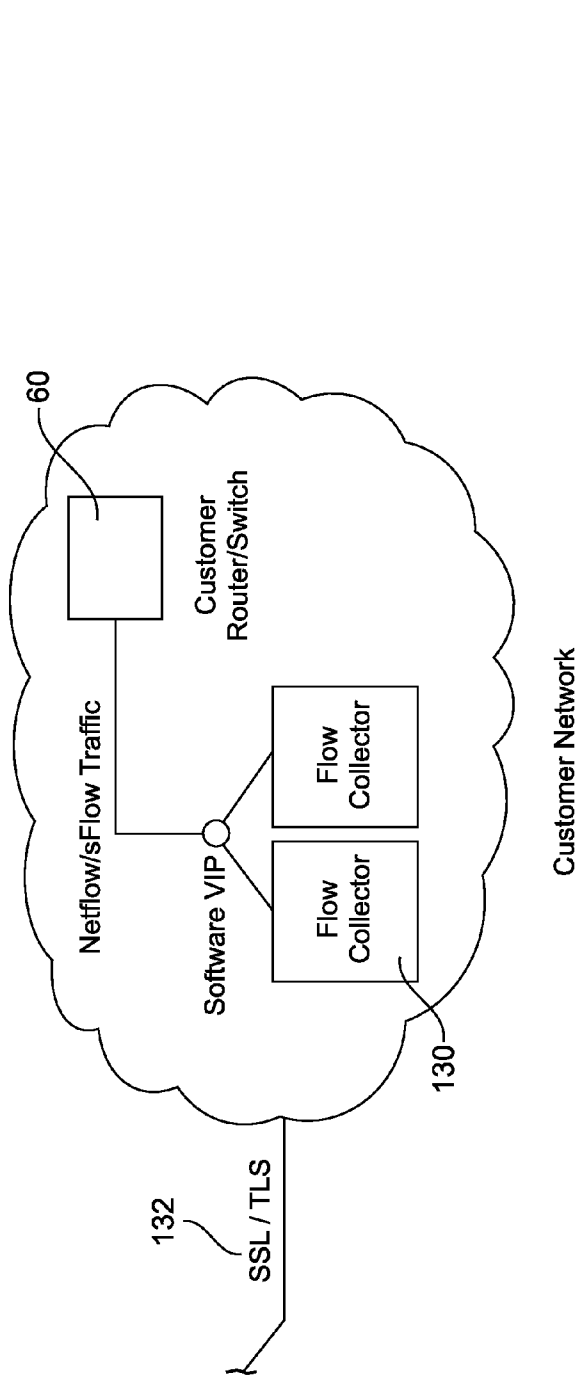 60
Netflow/sFlow Traffic
Customer
Router/Switch
Software VIP
Flow
Collector
Flow
Collector
130
132
SSL / TLS
Customer Network